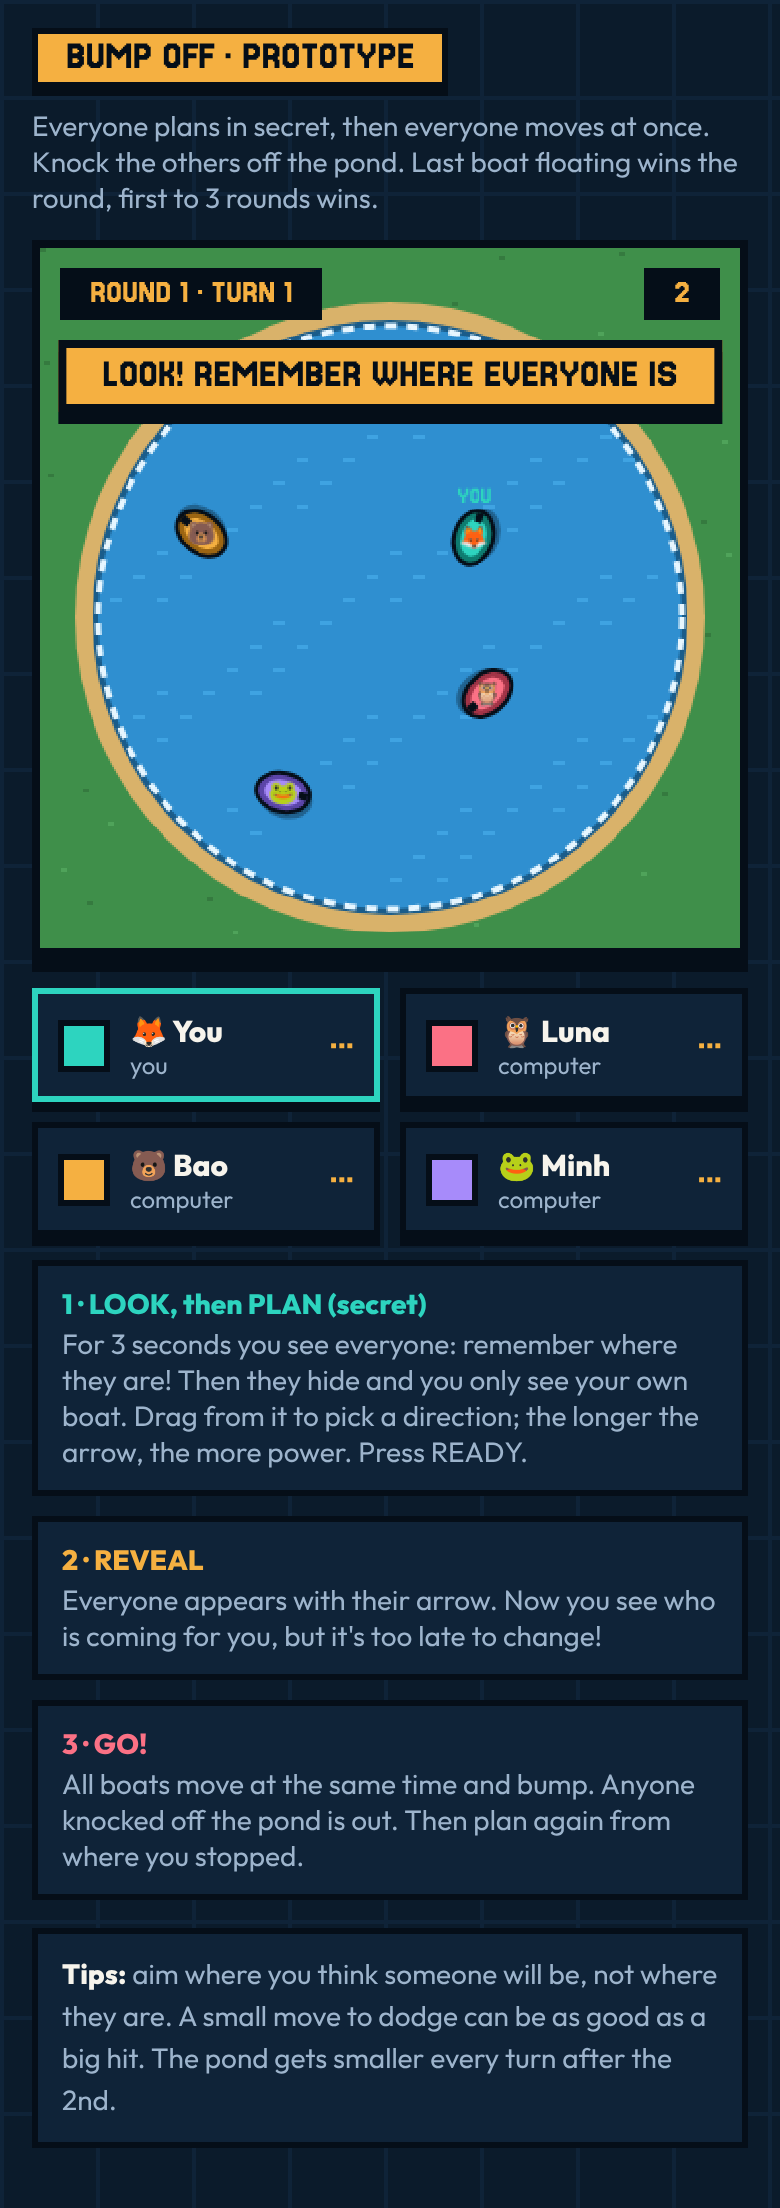 BUMP OFF · PROTOTYPE
Everyone plans in secret, then everyone moves at once.
Knock the others off the pond. Last boat floating wins the
round, first to 3 rounds wins.
ROUND 1 · TURN 1
2
LOOK! REMEMBER WHERE EVERYONE IS
YOU
You
you
...
Luna
computer
...
Bao
computer
...
Minh
computer
...
1 · LOOK, then PLAN (secret)
For 3 seconds you see everyone: remember where
they are! Then they hide and you only see your own
boat. Drag from it to pick a direction; the longer the
arrow, the more power. Press READY.
2 · REVEAL
Everyone appears with their arrow. Now you see who
is coming for you, but it's too late to change!
3 · GO!
All boats move at the same time and bump. Anyone
knocked off the pond is out. Then plan again from
where you stopped.
Tips: aim where you think someone will be, not where
they are. A small move to dodge can be as good as a
big hit. The pond gets smaller every turn after the
2nd.